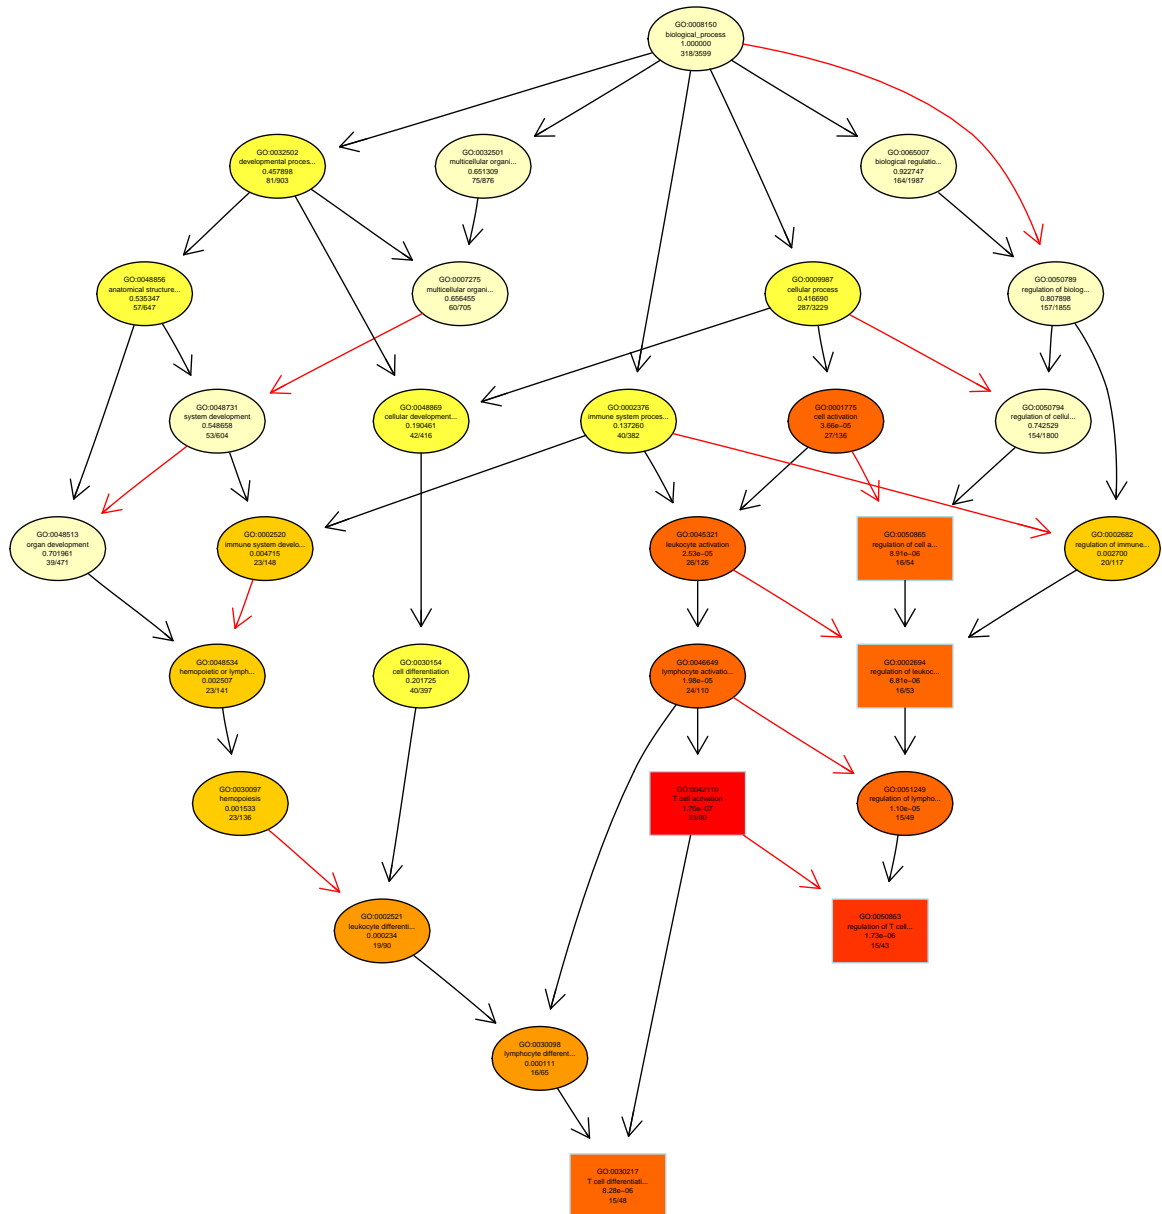 GO:0008150
biological_process
1.000000
318/3599
GO:0032502
developmental proces...
0.457898
81/903
GO:0032501
multicellular organi...
0.651309
75/876
GO:0065007
biological regulatio...
0.922747
164/1987
GO:0048856
anatomical structure...
0.535347
57/647
GO:0007275
multicellular organi...
0.656455
60/705
GO:0009987
cellular process
0.416690
287/3229
GO:0050789
regulation of biolog...
0.807898
157/1855
GO:0048731
system development
0.548658
53/604
GO:0048869
cellular development...
0.190461
42/416
GO:0002376
immune system proces...
0.137260
40/382
GO:0001775
cell activation
3.66e−05
27/136
GO:0050794
regulation of cellul...
0.742529
154/1800
GO:0048513
organ development
0.701961
39/471
GO:0002520
immune system develo...
0.004715
23/148
GO:0045321
leukocyte activation
2.53e−05
26/126
GO:0050865
regulation of cell a...
8.91e−06
16/54
GO:0002682
regulation of immune...
0.002700
20/117
GO:0048534
hemopoietic or lymph...
0.002507
23/141
GO:0030154
cell differentiation
0.201725
40/397
GO:0046649
lymphocyte activatio...
1.98e−05
24/110
GO:0002694
regulation of leukoc...
6.81e−06
16/53
GO:0030097
hemopoiesis
0.001533
23/136
GO:0042110
T cell activation
1.70e−07
23/80
GO:0051249
regulation of lympho...
1.10e−05
15/49
GO:0002521
leukocyte differenti...
0.000234
19/90
GO:0050863
regulation of T cell...
1.73e−06
15/43
GO:0030098
lymphocyte different...
0.000111
16/65
GO:0030217
T cell differentiati...
8.28e−06
15/48